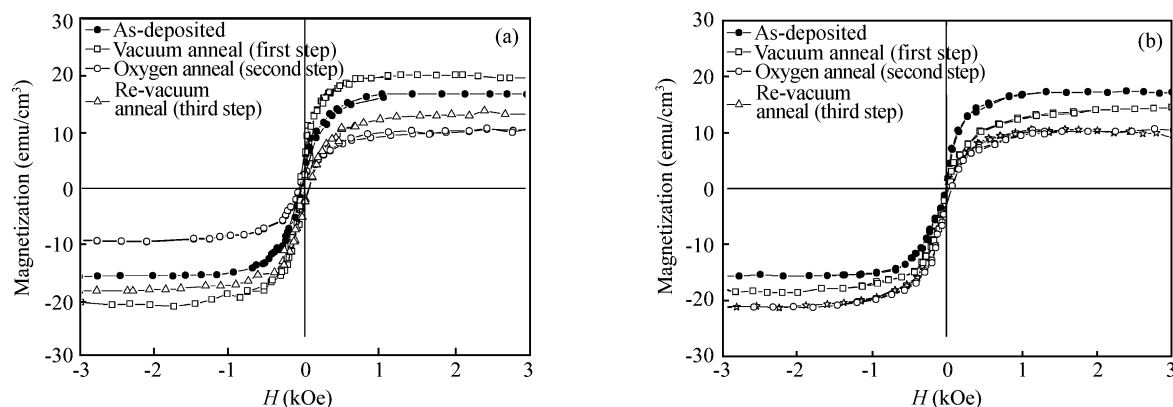 (a)
As-deposited
Vacuum anneal (first step)
Oxygen anneal (second step)
Re-vacuum
anneal (third step)
Magnetization (emu/cm³)
30
20
10
0
-10
-20
-30
-3 -2 -1 0 1 2 3
H (kOe)
(b)
As-deposited
Vacuum anneal (first step)
Oxygen anneal (second step)
Re-vacuum
anneal (third step)
Magnetization (emu/cm³)
30
20
10
0
-10
-20
-30
-3 -2 -1 0 1 2 3
H (kOe)